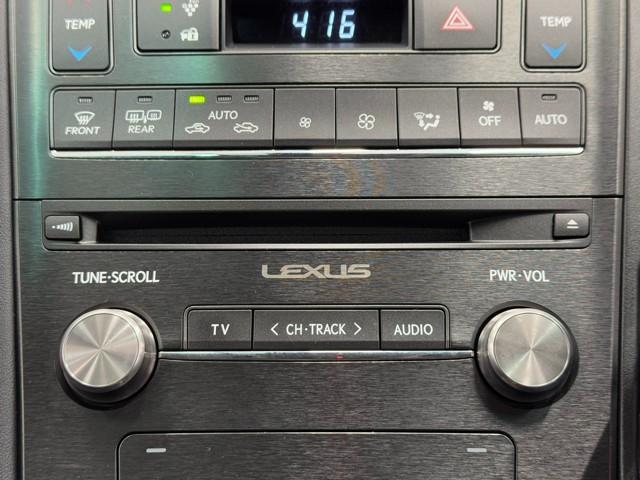 TEMP
416
TEMP
FRONT
REAR
AUTO
OFF
AUTO
TUNE·SCROLL
LEXUS
PWR·VOL
TV
< CH·TRACK >
AUDIO